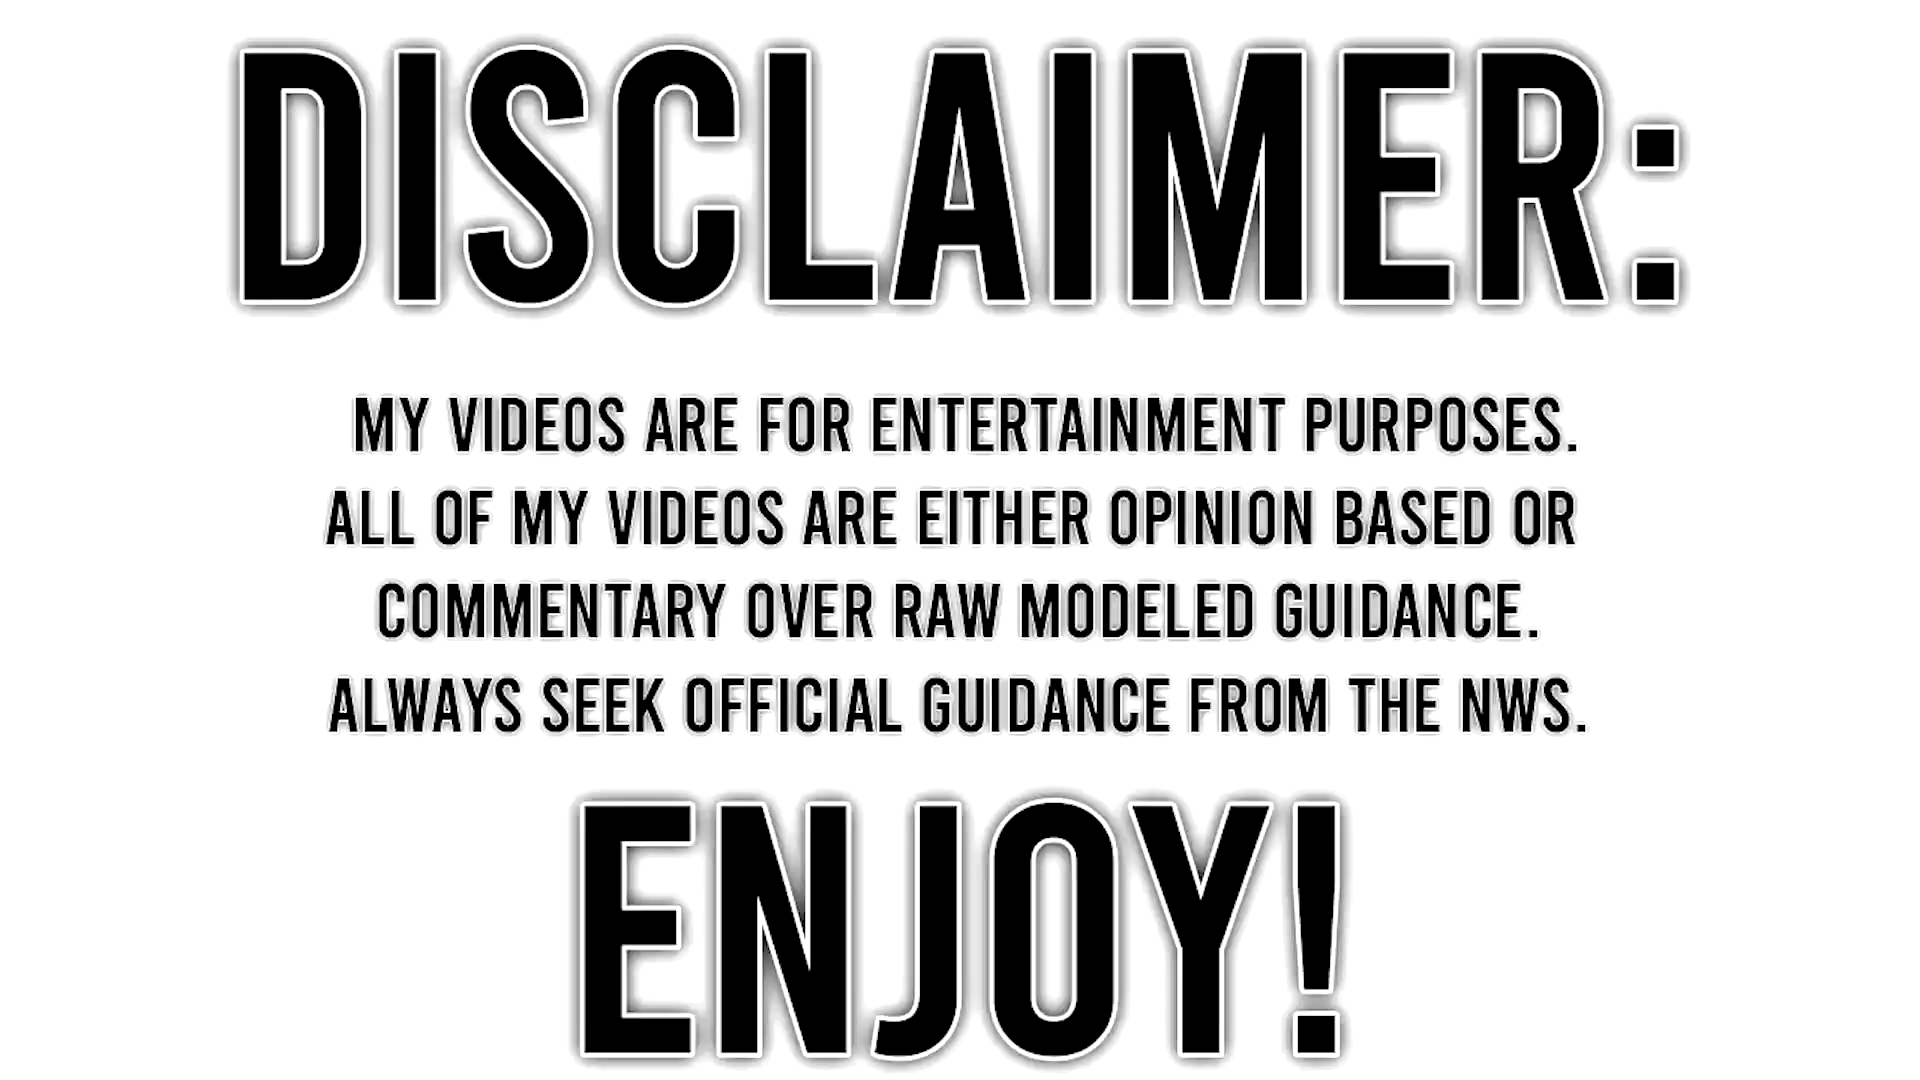 DISCLAIMER:
MY VIDEOS ARE FOR ENTERTAINMENT PURPOSES.
ALL OF MY VIDEOS ARE EITHER OPINION BASED OR
COMMENTARY OVER RAW MODELED GUIDANCE.
ALWAYS SEEK OFFICIAL GUIDANCE FROM THE NWS.
ENJOY!